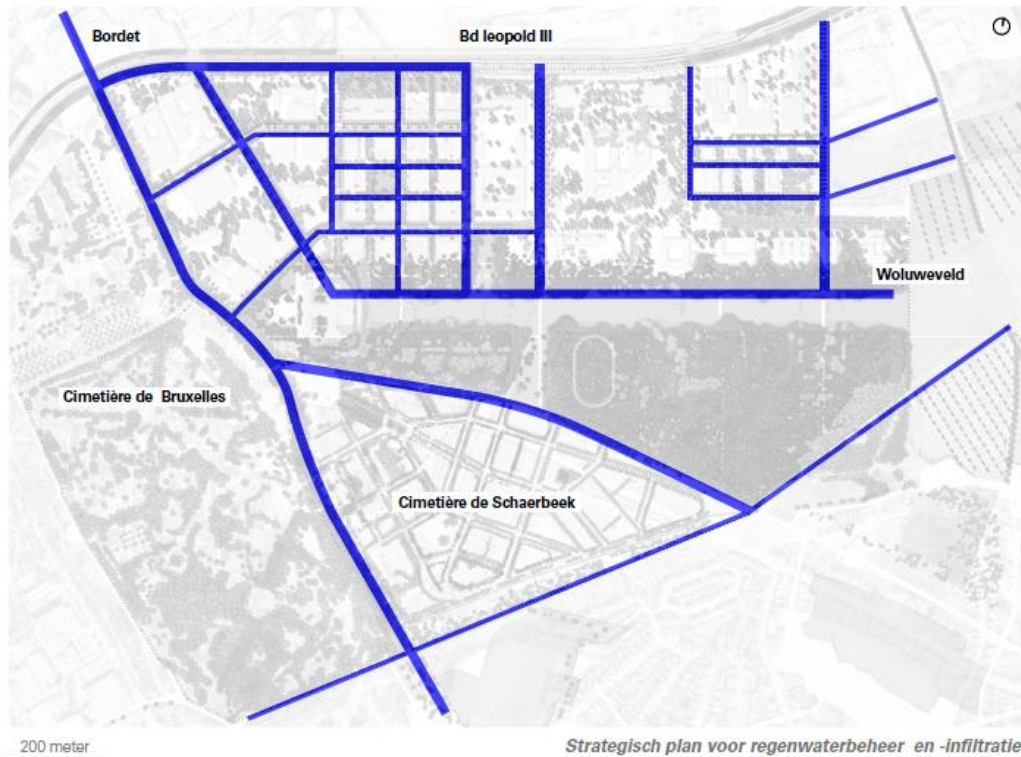 Bordet
Bd leopold III
Woluweveld
Cimetière de Bruxelles
Cimetière de Schaerbeek
200 meter
Strategisch plan voor regenwaterbeheer en -infiltratie